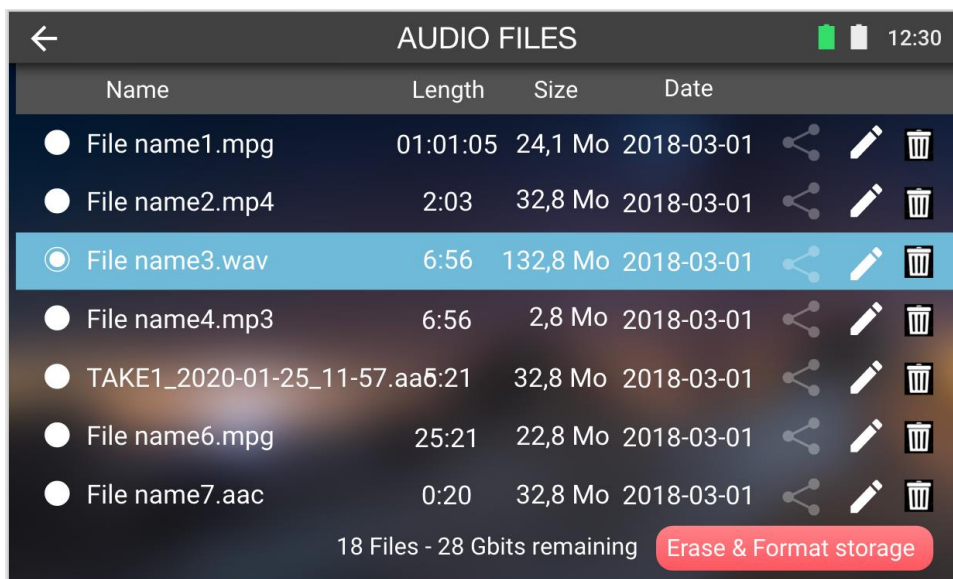 AUDIO FILES 12:30
Name Length Size Date
File name1.mpg 01:01:05 24,1 Mo 2018-03-01
File name2.mp4 2:03 32,8 Mo 2018-03-01
File name3.wav 6:56 132,8 Mo 2018-03-01
File name4.mp3 6:56 2,8 Mo 2018-03-01
TAKE1_2020-01-25_11-57.aa 5:21 32,8 Mo 2018-03-01
File name6.mpg 25:21 22,8 Mo 2018-03-01
File name7.aac 0:20 32,8 Mo 2018-03-01
18 Files - 28 Gbits remaining Erase & Format storage